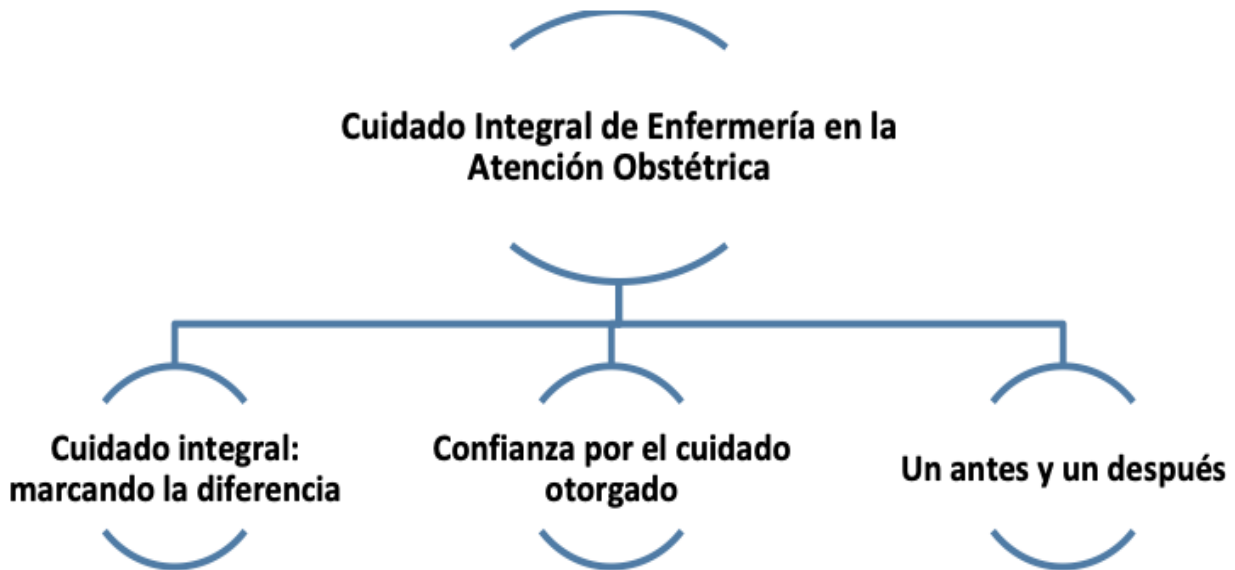 Cuidado Integral de Enfermería en la
Atención Obstétrica
Cuidado integral:
marcando la diferencia
Confianza por el cuidado
otorgado
Un antes y un después